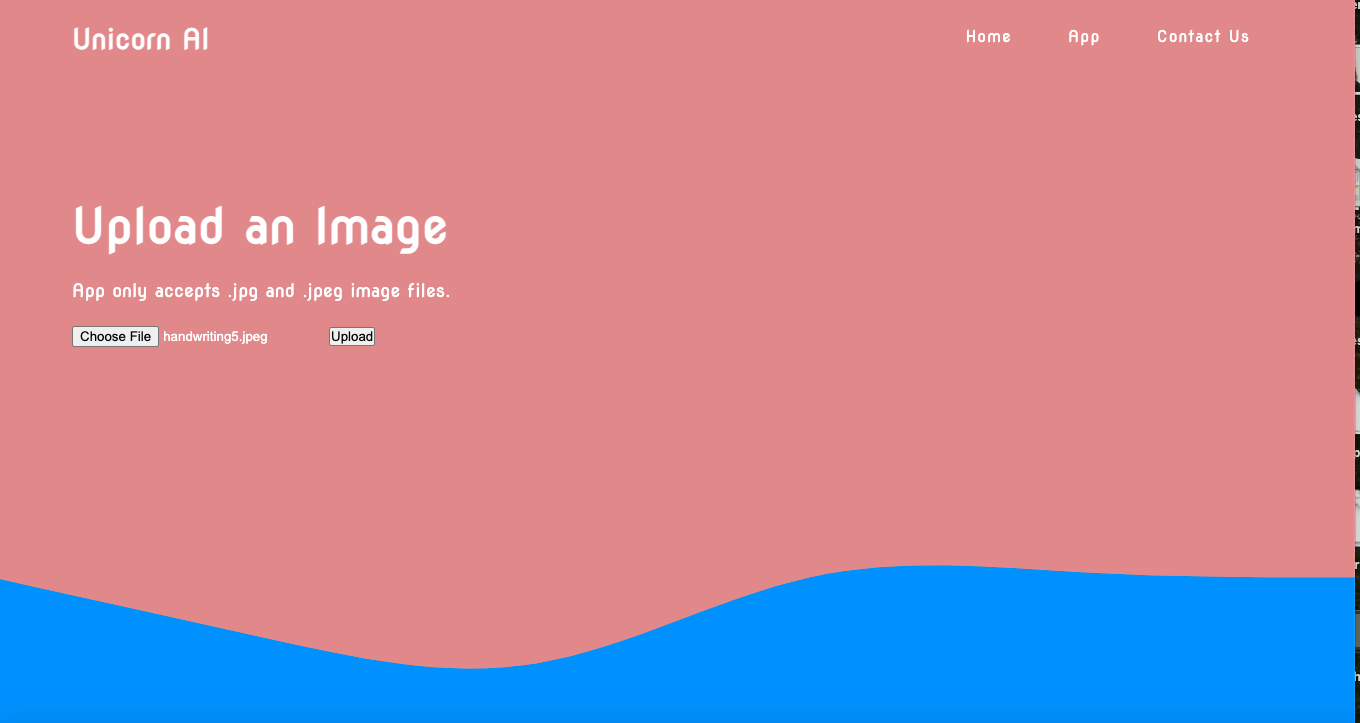 Unicorn AI
Home App Contact Us
Upload an Image
App only accepts .jpg and .jpeg image files.
Choose File handwriting5.jpeg Upload